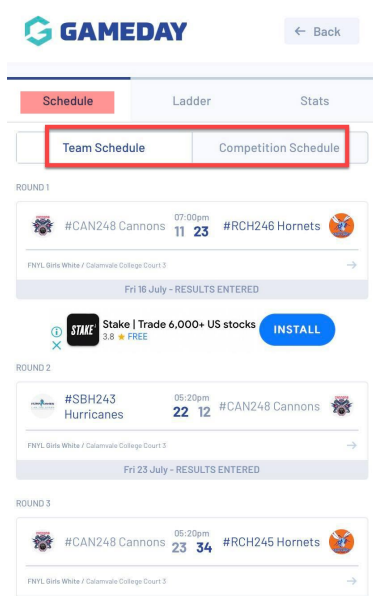 GAMEDAY
← Back
Schedule
Ladder
Stats
Team Schedule
Competition Schedule
ROUND 1
#CAN248 Cannons
07:00pm
11 23
#RCH246 Hornets
FNYL Girls White / Calamvale College Court 3
Fri 16 July - RESULTS ENTERED
STAKE
Stake | Trade 6,000+ US stocks
3.8 ★ FREE
INSTALL
ROUND 2
#SBH243
Hurricanes
05:20pm
22 12
#CAN248 Cannons
FNYL Girls White / Calamvale College Court 3
Fri 23 July - RESULTS ENTERED
ROUND 3
#CAN248 Cannons
05:20pm
23 34
#RCH245 Hornets
FNYL Girls White / Calamvale College Court 3